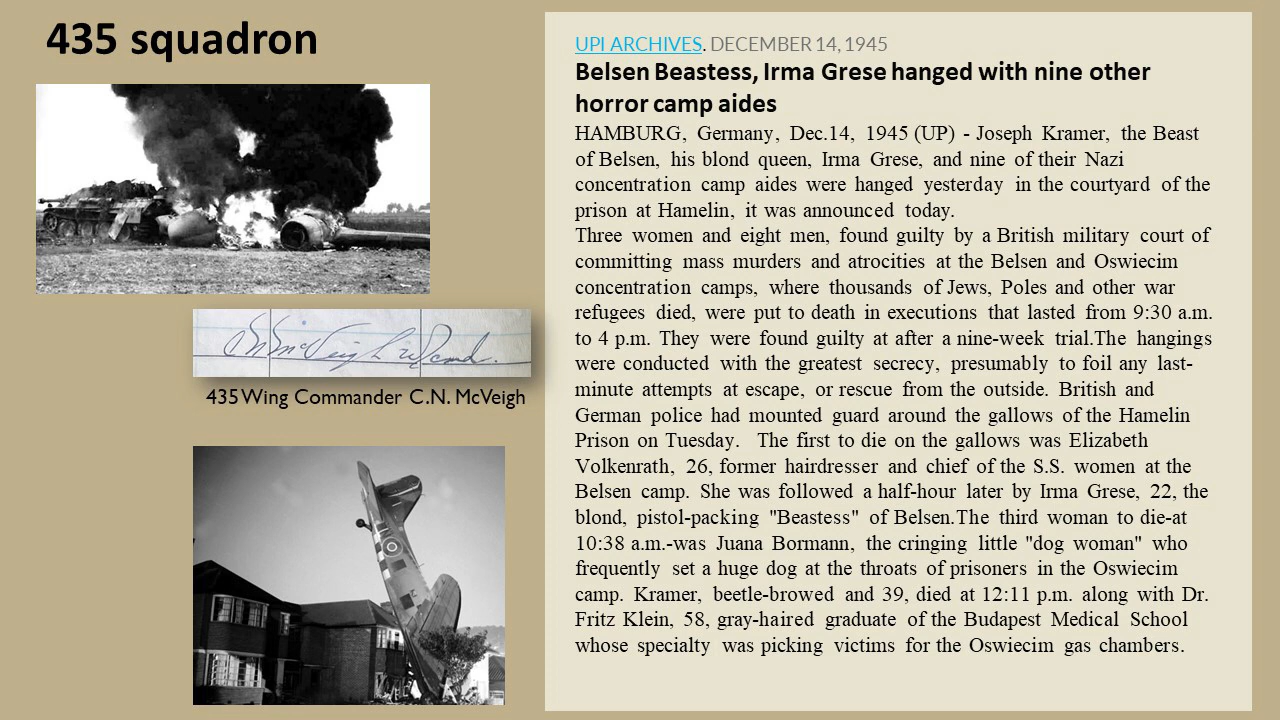 435 squadron
435 Wing Commander C.N. McVeigh
UPI ARCHIVES. DECEMBER 14, 1945
Belsen Beastess, Irma Grese hanged with nine other
horror camp aides
HAMBURG, Germany, Dec.14, 1945 (UP) - Joseph Kramer, the Beast
of Belsen, his blond queen, Irma Grese, and nine of their Nazi
concentration camp aides were hanged yesterday in the courtyard of the
prison at Hamelin, it was announced today.
Three women and eight men, found guilty by a British military court of
committing mass murders and atrocities at the Belsen and Oswiecim
concentration camps, where thousands of Jews, Poles and other war
refugees died, were put to death in executions that lasted from 9:30 a.m.
to 4 p.m. They were found guilty at after a nine-week trial.The hangings
were conducted with the greatest secrecy, presumably to foil any last-
minute attempts at escape, or rescue from the outside. British and
German police had mounted guard around the gallows of the Hamelin
Prison on Tuesday. The first to die on the gallows was Elizabeth
Volkenrath, 26, former hairdresser and chief of the S.S. women at the
Belsen camp. She was followed a half-hour later by Irma Grese, 22, the
blond, pistol-packing "Beastess" of Belsen.The third woman to die-at
10:38 a.m.-was Juana Bormann, the cringing little "dog woman" who
frequently set a huge dog at the throats of prisoners in the Oswiecim
camp. Kramer, beetle-browed and 39, died at 12:11 p.m. along with Dr.
Fritz Klein, 58, gray-haired graduate of the Budapest Medical School
whose specialty was picking victims for the Oswiecim gas chambers.